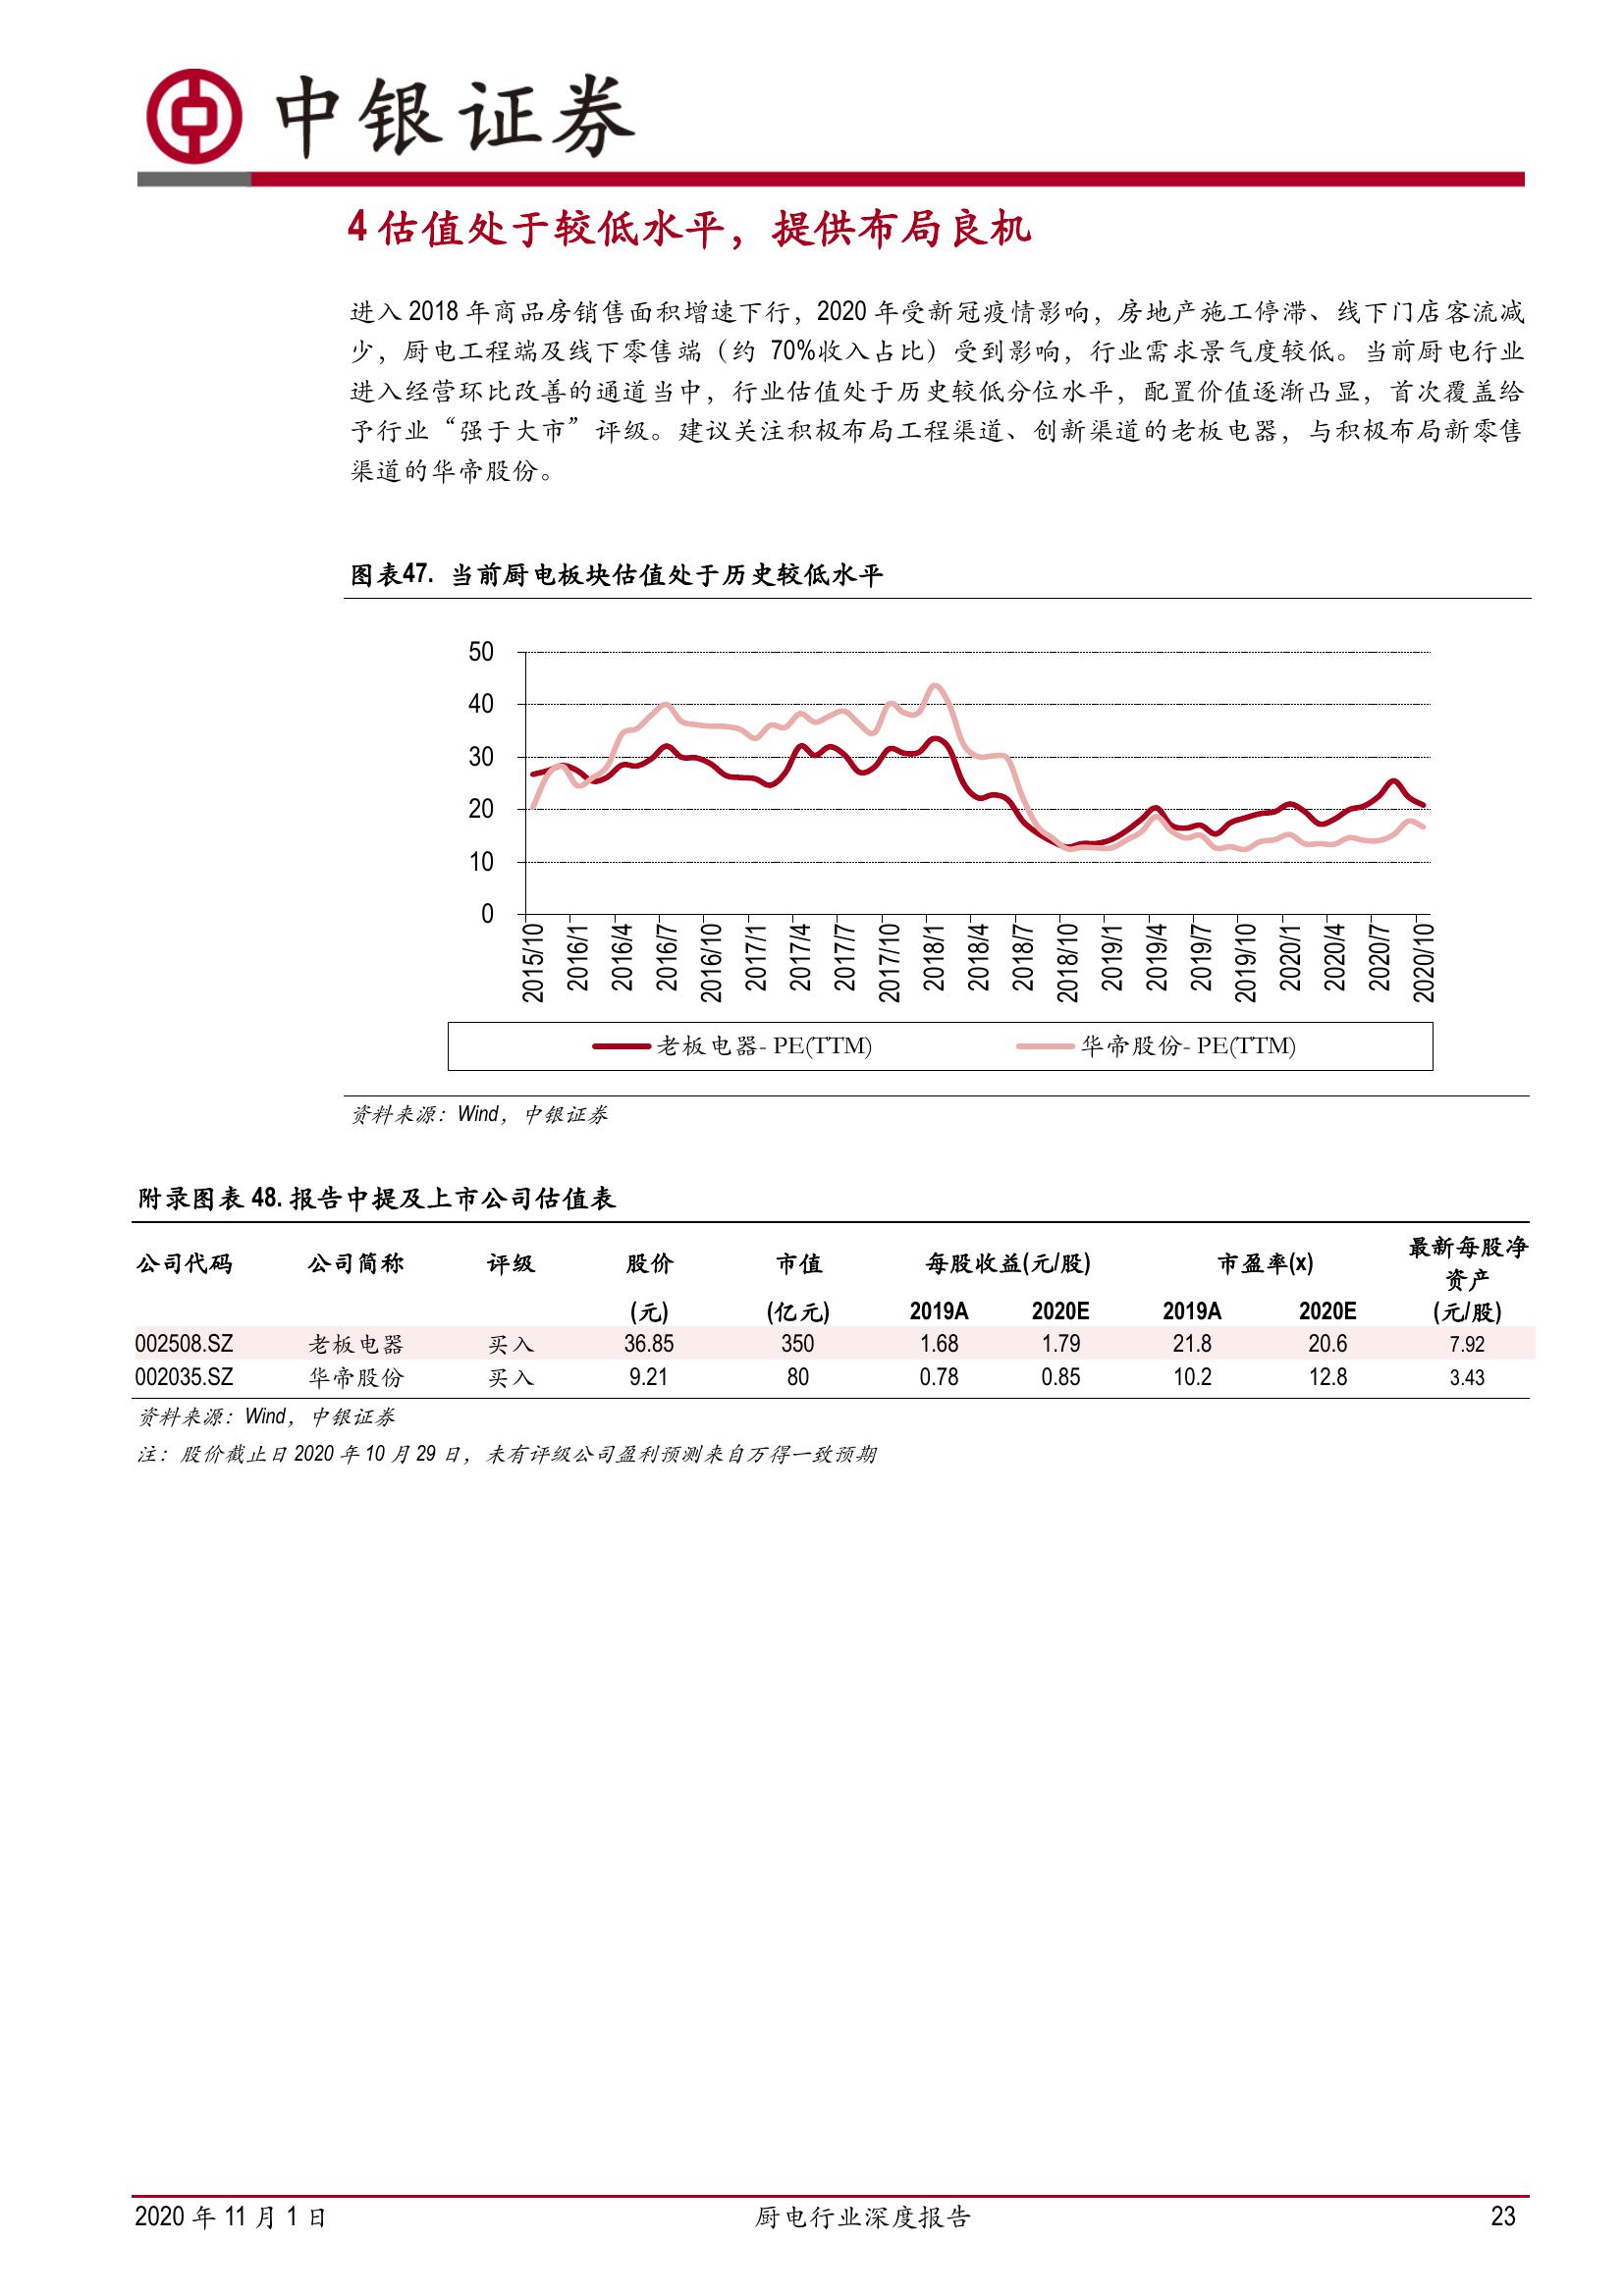 中银证券
4 估值处于较低水平，提供布局良机
进入 2018 年商品房销售面积增速下行，2020 年受新冠疫情影响，房地产施工停滞、线下门店客流减
少，厨电工程端及线下零售端（约 70%收入占比）受到影响，行业需求景气度较低。当前厨电行业
进入经营环比改善的通道当中，行业估值处于历史较低分位水平，配置价值逐渐凸显，首次覆盖给
予行业“强于大市”评级。建议关注积极布局工程渠道、创新渠道的老板电器，与积极布局新零售
渠道的华帝股份。
图表47. 当前厨电板块估值处于历史较低水平
50
40
30
20
10
0
2015/10 2016/1 2016/4 2016/7 2016/10 2017/1 2017/4 2017/7 2017/10 2018/1 2018/4 2018/7 2018/10 2019/1 2019/4 2019/7 2019/10 2020/1 2020/4 2020/7 2020/10
老板电器- PE(TTM) 华帝股份- PE(TTM)
资料来源：Wind，中银证券
附录图表 48. 报告中提及上市公司估值表
公司代码 公司简称 评级 股价 市值 每股收益(元/股) 市盈率(x) 最新每股净
资产
(元) (亿元) 2019A 2020E 2019A 2020E (元/股)
002508.SZ 老板电器 买入 36.85 350 1.68 1.79 21.8 20.6 7.92
002035.SZ 华帝股份 买入 9.21 80 0.78 0.85 10.2 12.8 3.43
资料来源：Wind，中银证券
注：股价截止日 2020 年 10 月 29 日，未有评级公司盈利预测来自万得一致预期
2020 年 11 月 1 日 厨电行业深度报告 23